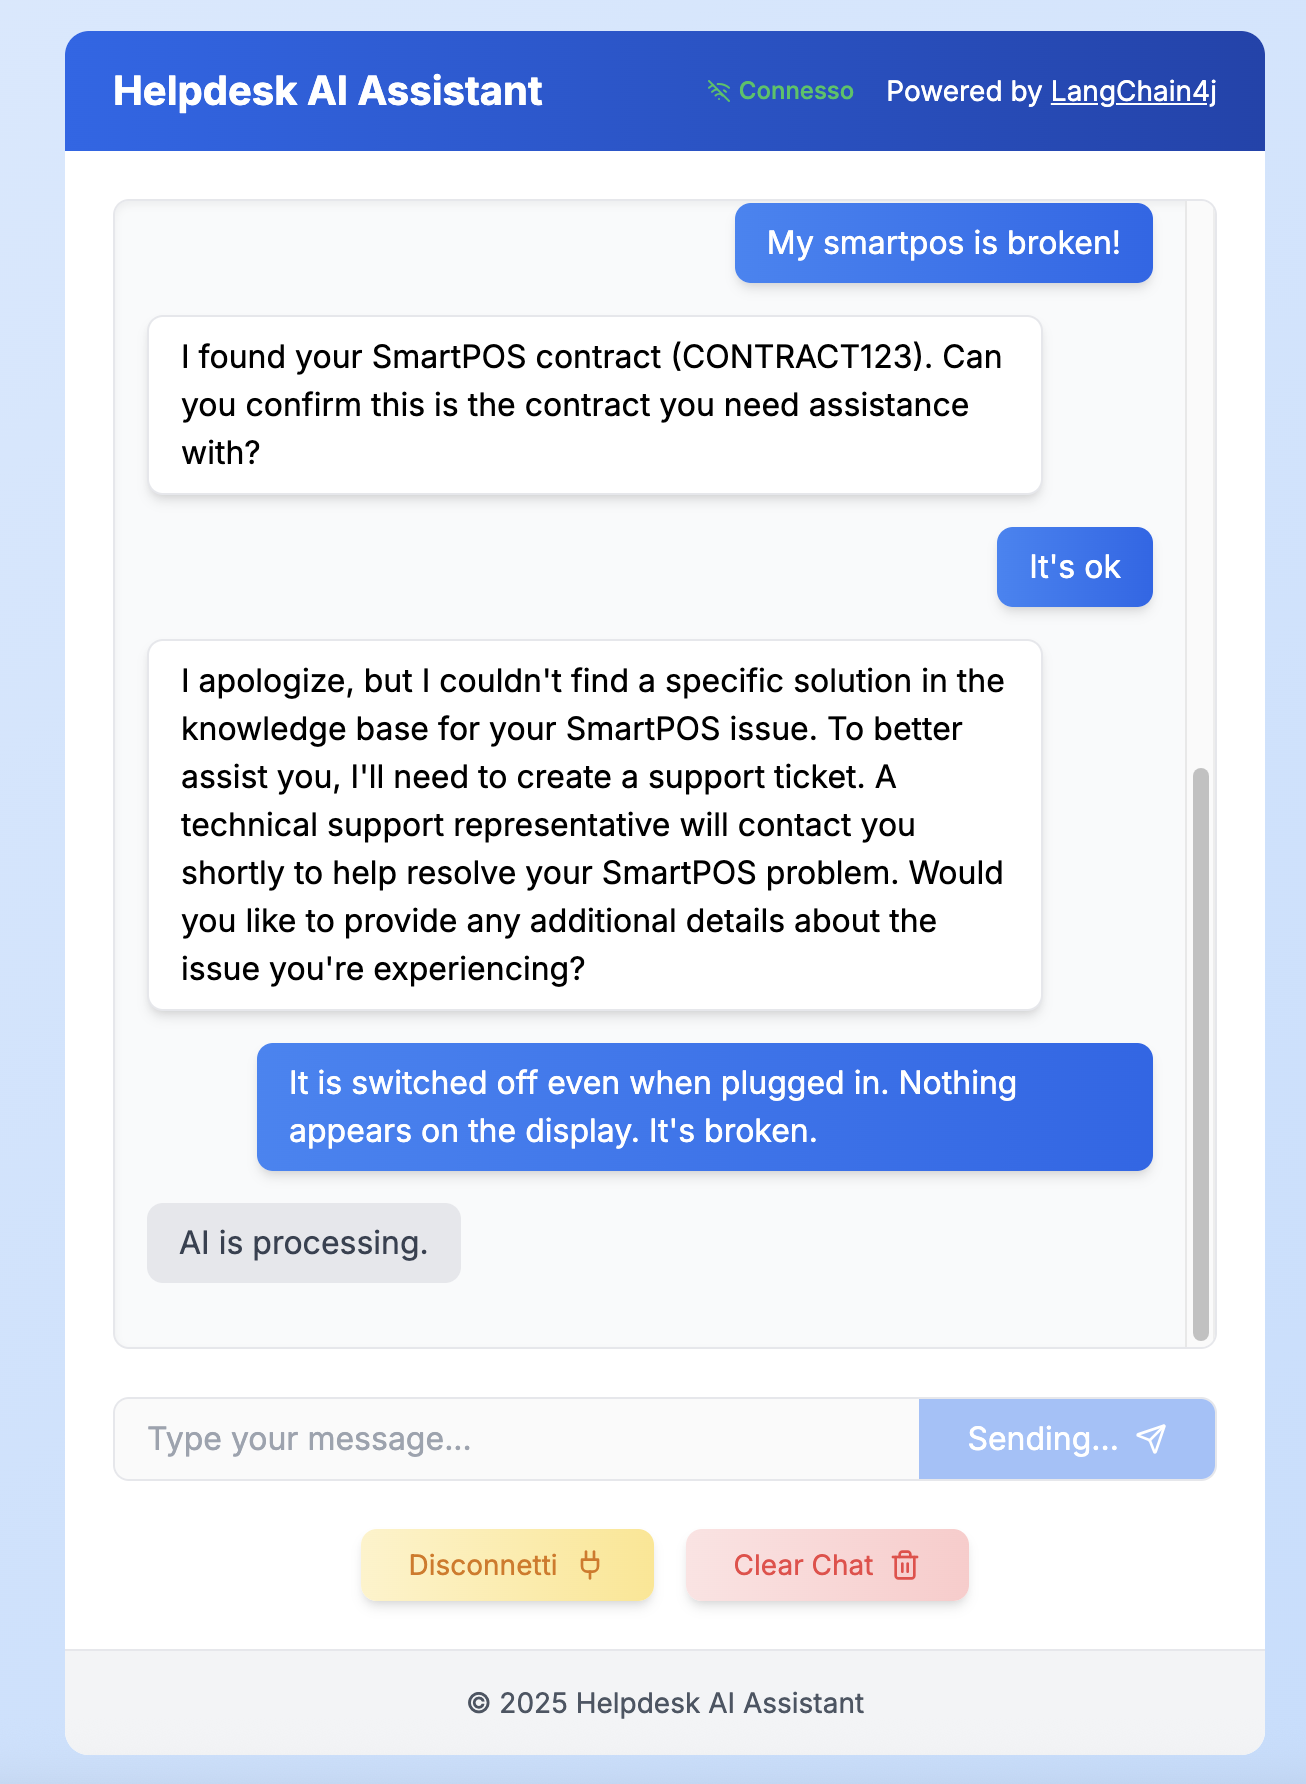 Helpdesk AI Assistant
Connesso
Powered by LangChain4j
My smartpos is broken!
I found your SmartPOS contract (CONTRACT123). Can
you confirm this is the contract you need assistance
with?
It's ok
I apologize, but I couldn't find a specific solution in the
knowledge base for your SmartPOS issue. To better
assist you, I'll need to create a support ticket. A
technical support representative will contact you
shortly to help resolve your SmartPOS problem. Would
you like to provide any additional details about the
issue you're experiencing?
It is switched off even when plugged in. Nothing
appears on the display. It's broken.
AI is processing.
Type your message...
Sending...
Disconnetti
Clear Chat
© 2025 Helpdesk AI Assistant